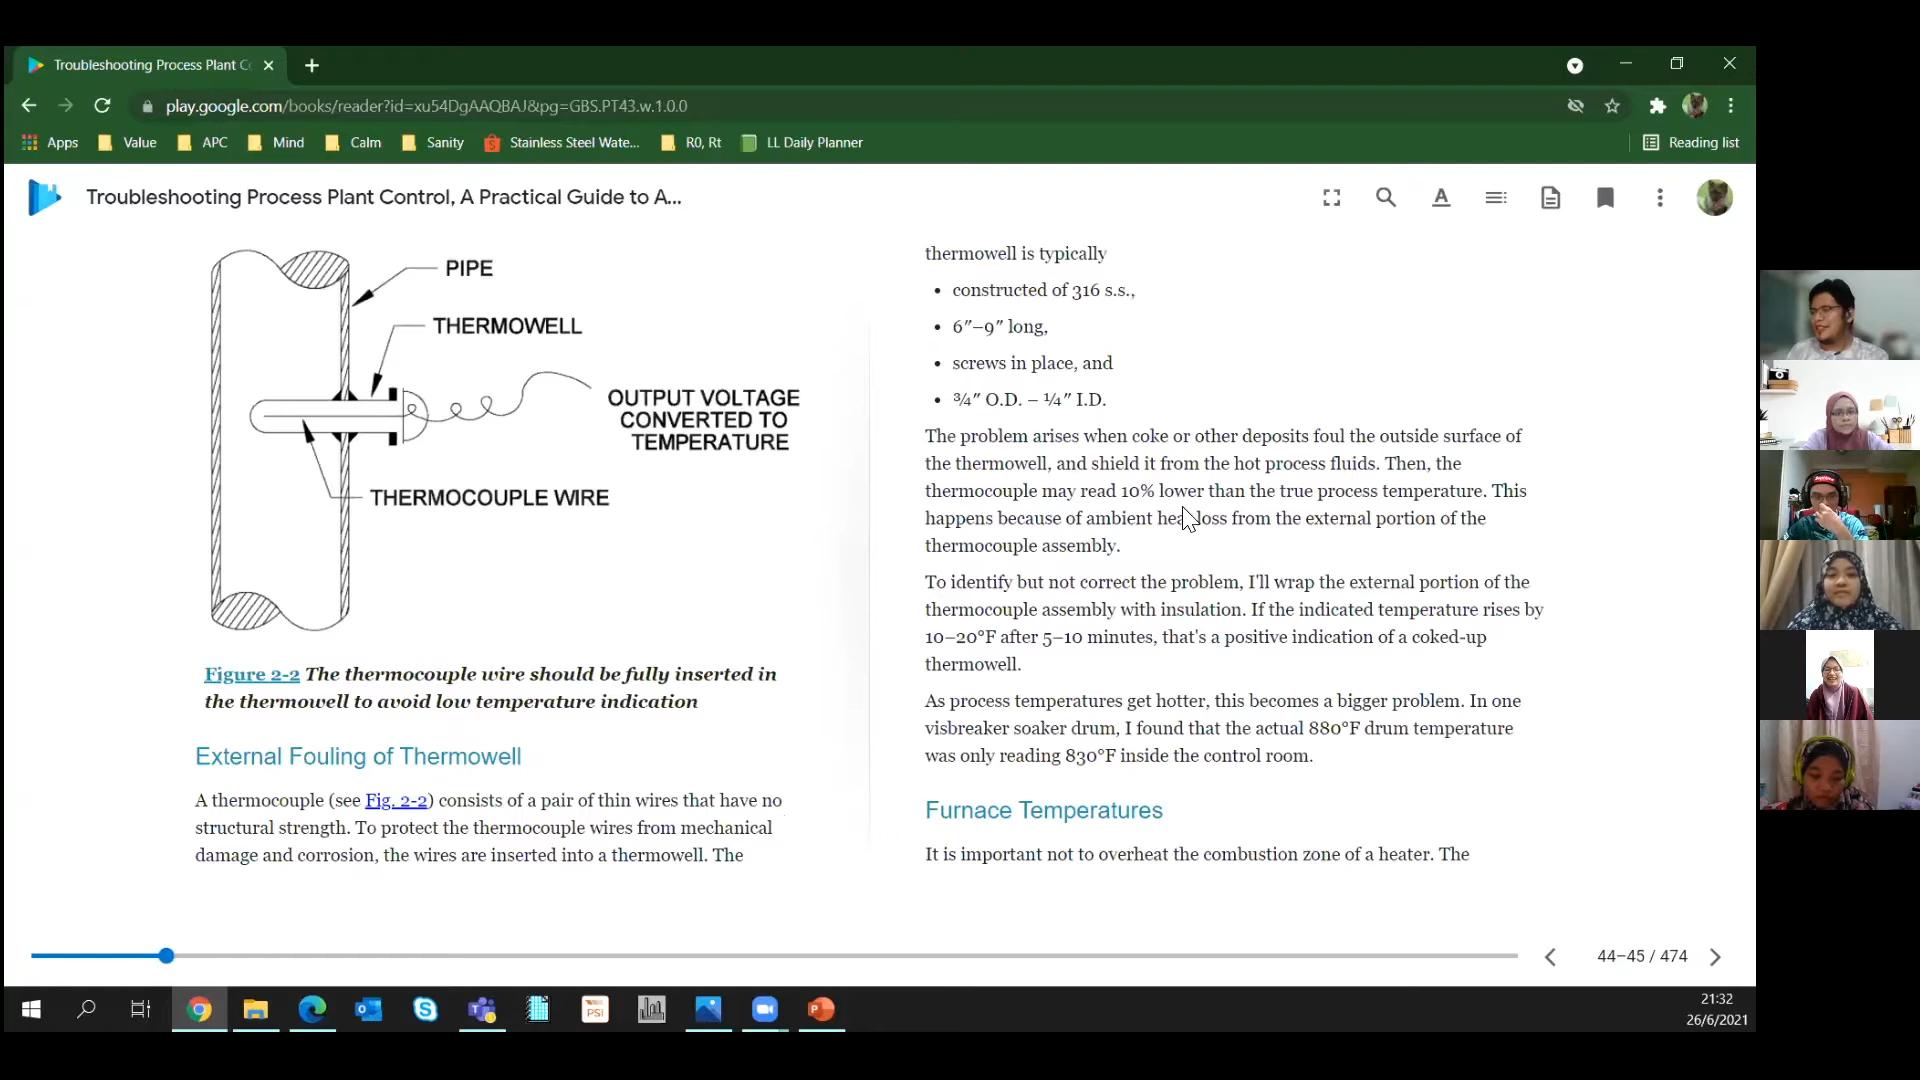 Troubleshooting Process Plant C
play.google.com/books/reader?id=xu54DgAAQBAJ&pg=GBS.PT43.w.1.0.0
Apps Value APC Mind Calm Sanity Stainless Steel Wate... R0, Rt LL Daily Planner Reading list
Troubleshooting Process Plant Control, A Practical Guide to A...
PIPE
THERMOWELL
OUTPUT VOLTAGE
CONVERTED TO
TEMPERATURE
THERMOCOUPLE WIRE
Figure 2-2 The thermocouple wire should be fully inserted in
the thermowell to avoid low temperature indication
External Fouling of Thermowell
A thermocouple (see Fig. 2-2) consists of a pair of thin wires that have no
structural strength. To protect the thermocouple wires from mechanical
damage and corrosion, the wires are inserted into a thermowell. The
thermowell is typically
• constructed of 316 s.s.,
• 6″–9″ long,
• screws in place, and
• ¾″ O.D. – ¼″ I.D.
The problem arises when coke or other deposits foul the outside surface of
the thermowell, and shield it from the hot process fluids. Then, the
thermocouple may read 10% lower than the true process temperature. This
happens because of ambient heat loss from the external portion of the
thermocouple assembly.
To identify but not correct the problem, I'll wrap the external portion of the
thermocouple assembly with insulation. If the indicated temperature rises by
10–20°F after 5–10 minutes, that's a positive indication of a coked-up
thermowell.
As process temperatures get hotter, this becomes a bigger problem. In one
visbreaker soaker drum, I found that the actual 880°F drum temperature
was only reading 830°F inside the control room.
Furnace Temperatures
It is important not to overheat the combustion zone of a heater. The
44–45 / 474
PSI
21:32
26/6/2021